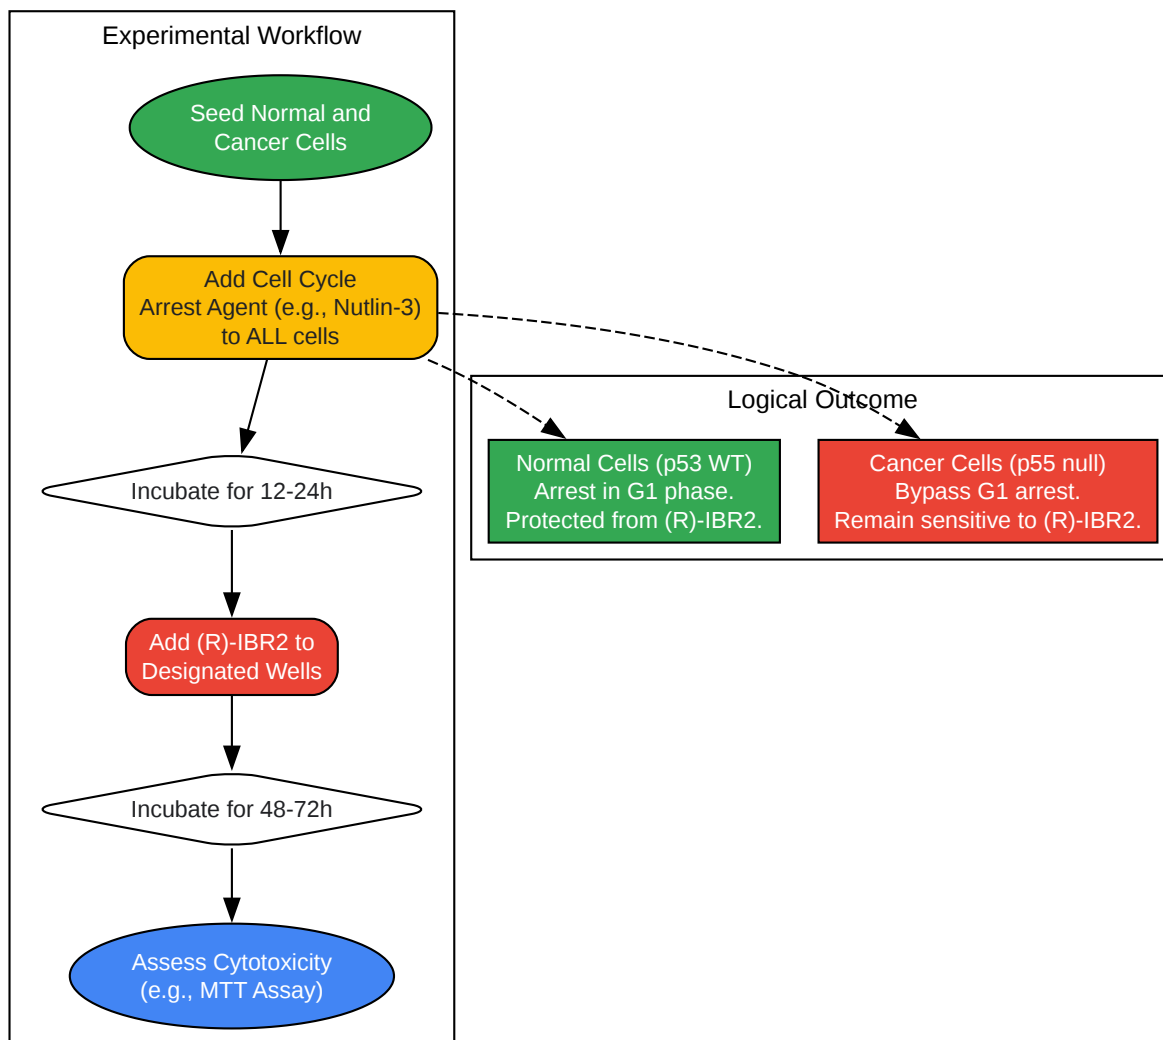 Experimental Workflow
Seed Normal and
Cancer Cells
Add Cell Cycle
Arrest Agent (e.g., Nutlin-3)
to ALL cells
Incubate for 12-24h
Add (R)-IBR2 to
Designated Wells
Incubate for 48-72h
Assess Cytotoxicity
(e.g., MTT Assay)
Logical Outcome
Normal Cells (p53 WT)
Arrest in G1 phase.
Protected from (R)-IBR2.
Cancer Cells (p55 null)
Bypass G1 arrest.
Remain sensitive to (R)-IBR2.